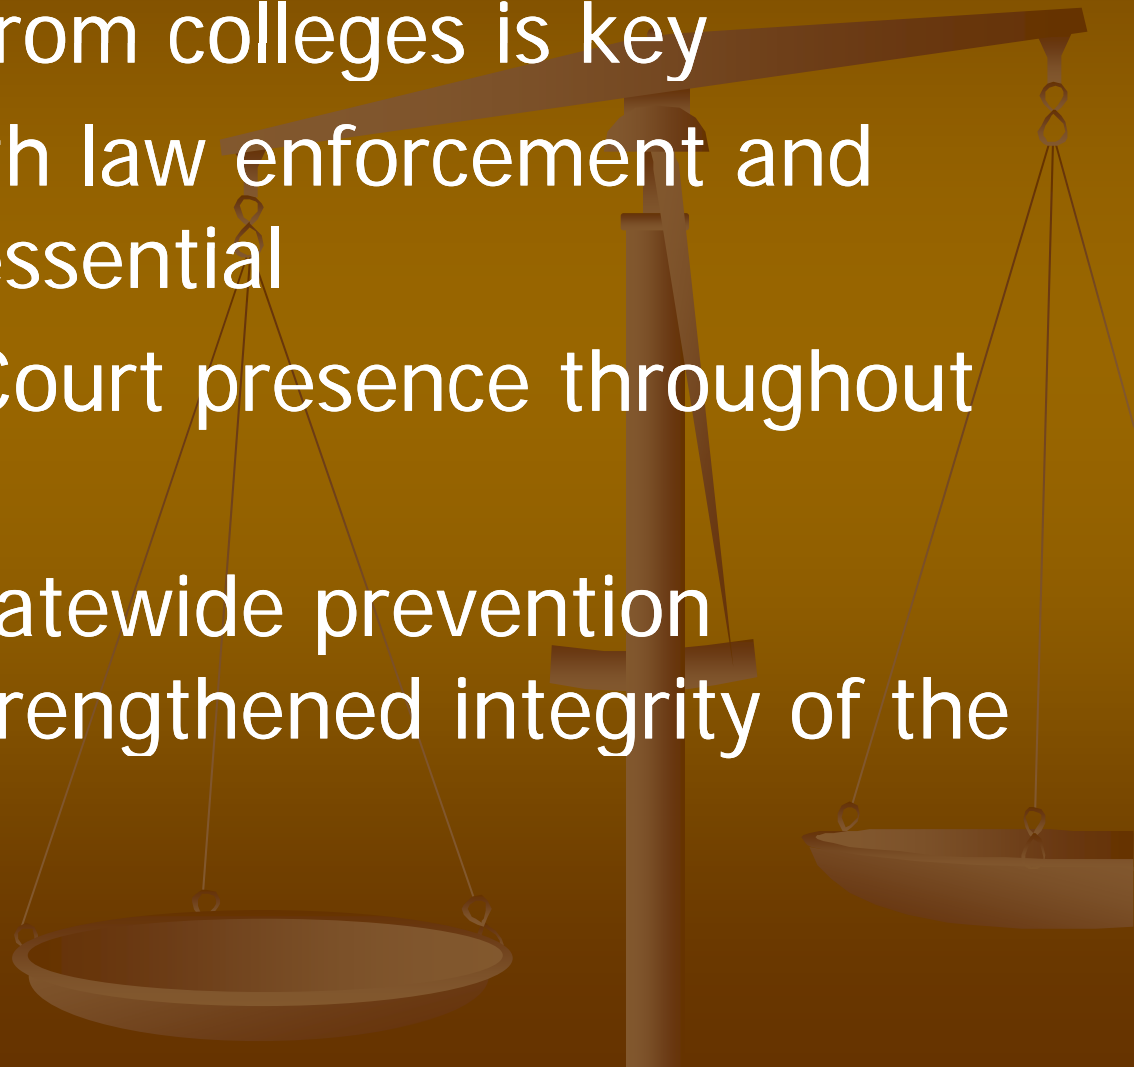 rom colleges is key
h law enforcement and
essential
Court presence throughout
atewide prevention
rengthened integrity of the